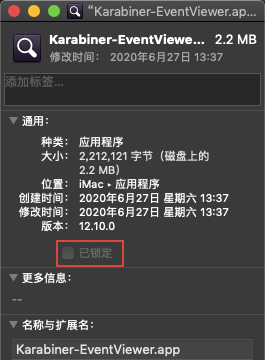 “Karabiner-EventViewer.ap...
Karabiner-EventViewe... 2.2 MB
修改时间： 2020年6月27日 13:37
添加标签...
通用：
种类： 应用程序
大小： 2,212,121 字节（磁盘上的
2.2 MB）
位置： iMac ▸ 应用程序
创建时间： 2020年6月27日 星期六 13:37
修改时间： 2020年6月27日 星期六 13:37
版本： 12.10.0
已锁定
更多信息：
--
名称与扩展名：
Karabiner-EventViewer.app